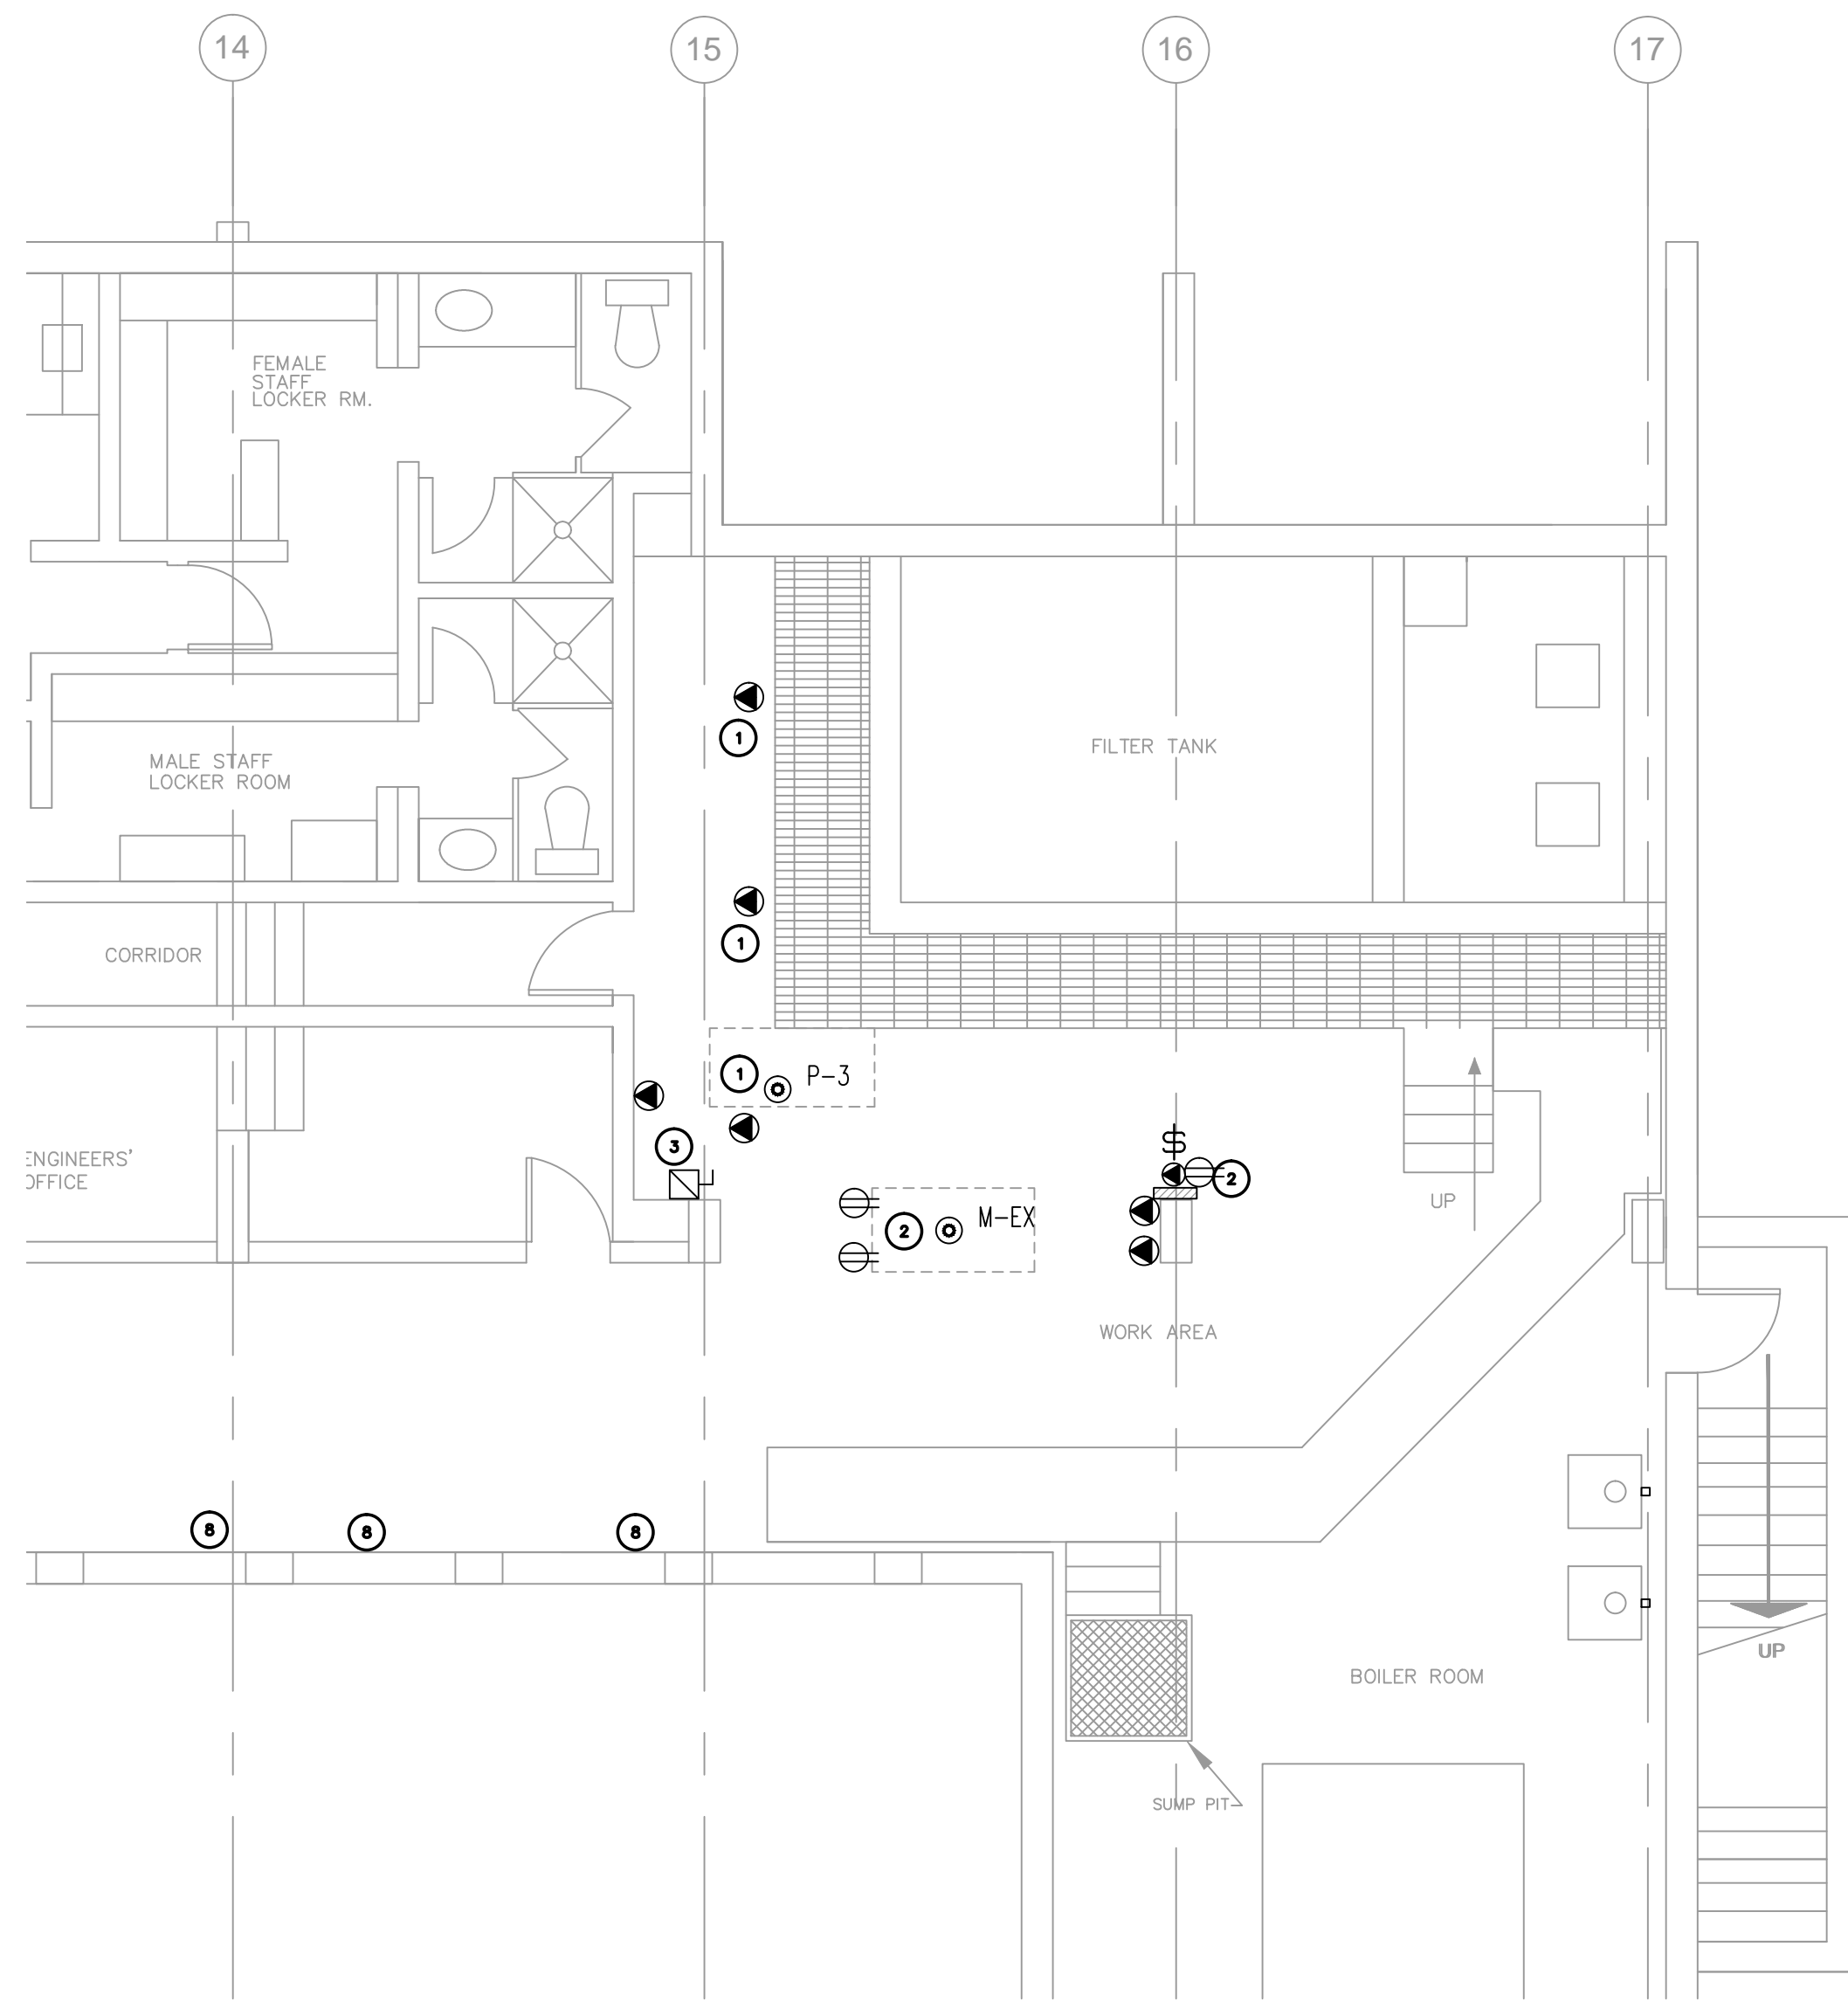 14
15
16
17
FEMALE
STAFF
LOCKER RM.
1
FILTER TANK
MALE STAFF
LOCKER ROOM
1
CORRIDOR
1
P-3
3
$
2
ENGINEERS'
OFFICE
UP
2
M-EX
WORK AREA
8
8
8
UP
BOILER ROOM
SUMP PIT